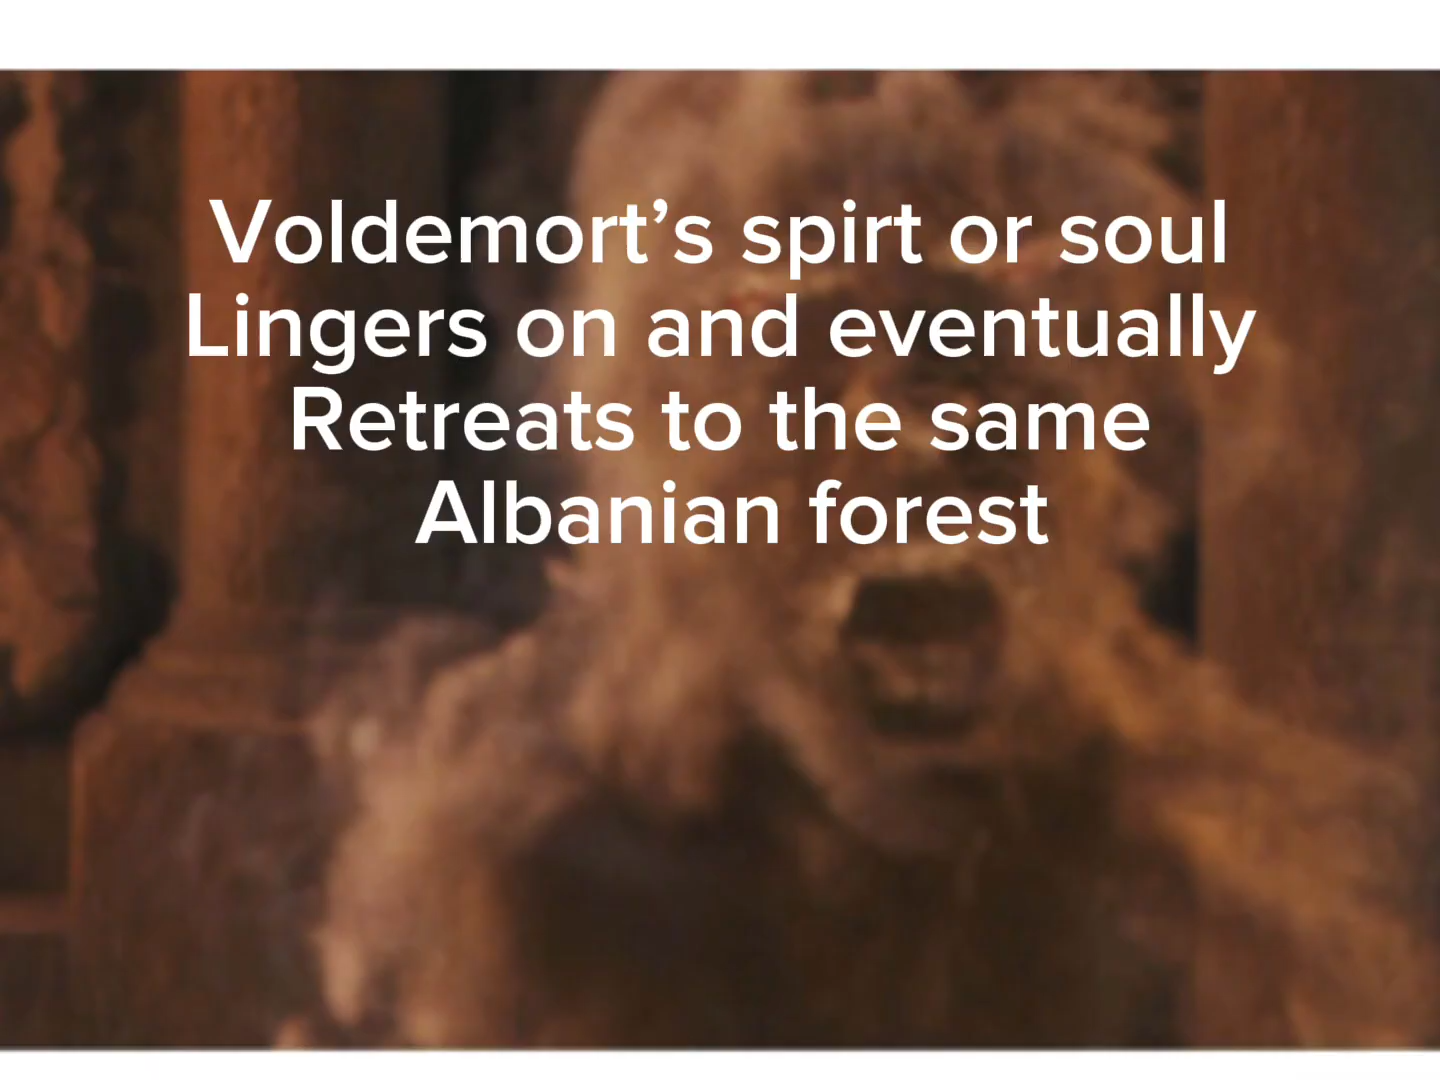 Voldemort’s spirt or soul
Lingers on and eventually
Retreats to the same
Albanian forest